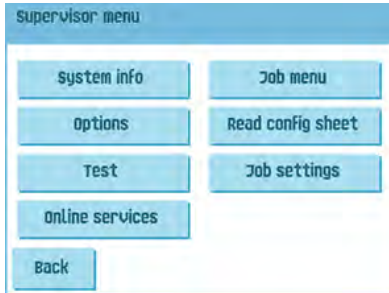 Supervisor menu
System info
Job menu
Options
Read config sheet
Test
Job settings
Online services
Back